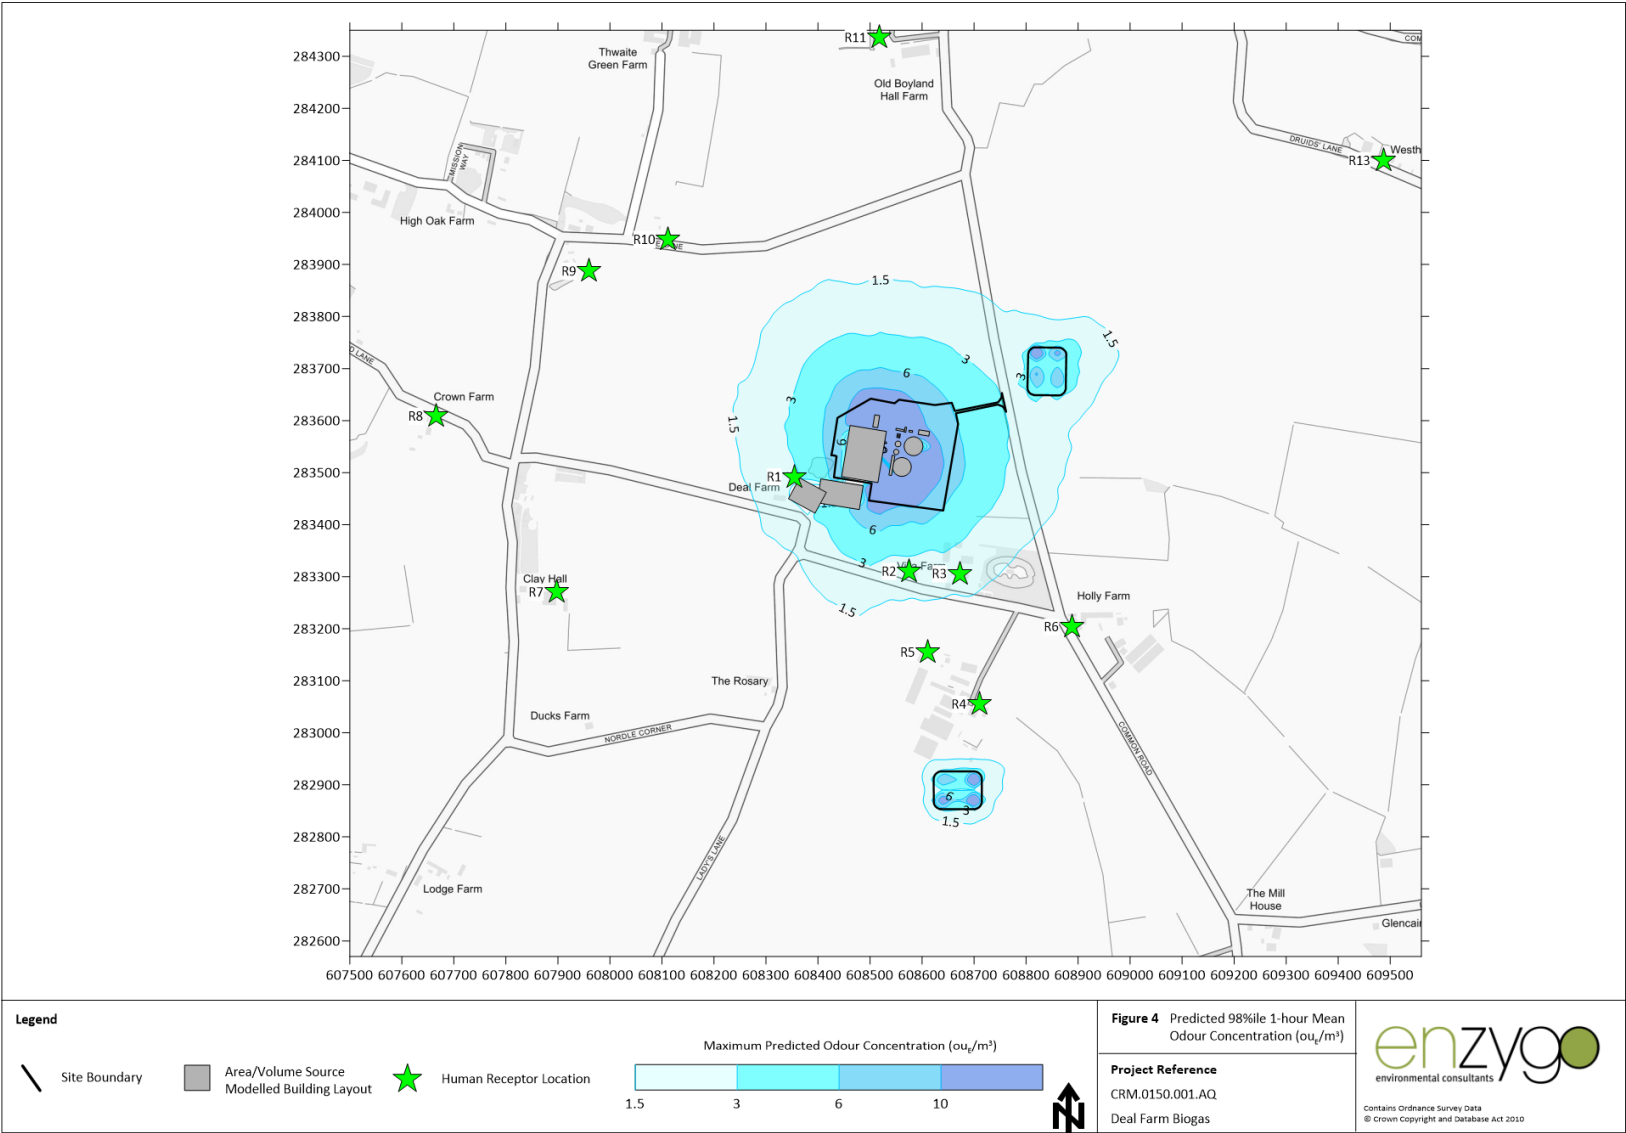 284300
284200
284100
284000
283900
283800
283700
283600
283500
283400
283300
283200
283100
283000
282900
282800
282700
282600
607500 607600 607700 607800 607900 608000 608100 608200 608300 608400 608500 608600 608700 608800 608900 609000 609100 609200 609300 609400 609500
R11
Thwaite
Green Farm
Old Boyland
Hall Farm
COM
DRUIDS' LANE
Westh
R13
MISSION
WAY
High Oak Farm
R10
NE
R9
1.5
1.5
3
6
3
3
1.5
6
D LANE
Crown Farm
R8
R1
Deal Farm
6
3
R2
Farm
R3
1.5
Clay Hall
R7
Holly Farm
R6
R5
The Rosary
R4
Ducks Farm
NORDLE CORNER
COMMON ROAD
6
3
1.5
LADY'S LANE
Lodge Farm
The Mill
House
Glencair
Legend
Site Boundary
Area/Volume Source
Modelled Building Layout
Human Receptor Location
Maximum Predicted Odour Concentration (ouE/m³)
1.5 3 6 10
N
Figure 4 Predicted 98%ile 1-hour Mean
Odour Concentration (ouE/m³)
Project Reference
CRM.0150.001.AQ
Deal Farm Biogas
enzygo
environmental consultants
Contains Ordnance Survey Data
© Crown Copyright and Database Act 2010